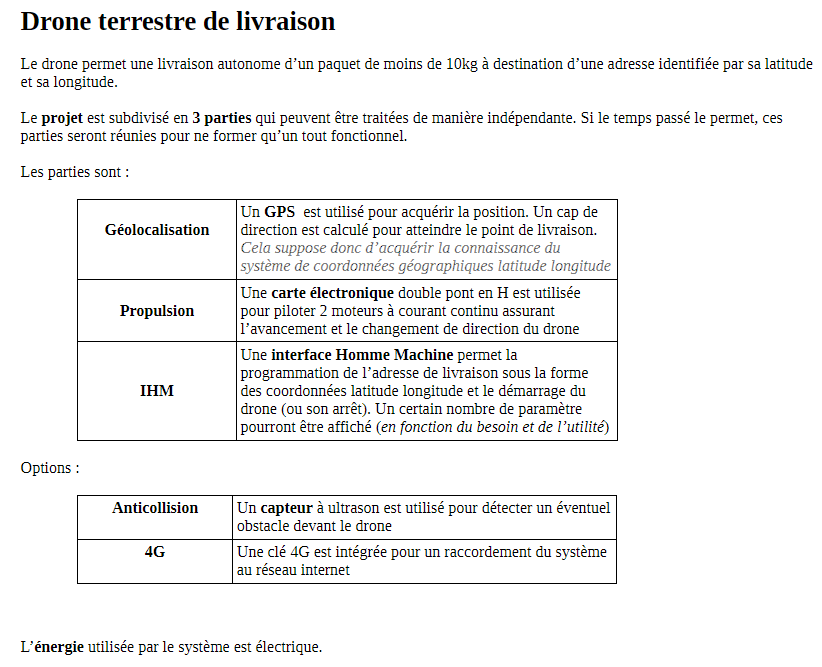 Drone terrestre de livraison
Le drone permet une livraison autonome d’un paquet de moins de 10kg à destination d’une adresse identifiée par sa latitude
et sa longitude.
Le projet est subdivisé en 3 parties qui peuvent être traitées de manière indépendante. Si le temps passé le permet, ces
parties seront réunies pour ne former qu’un tout fonctionnel.
Les parties sont :
Géolocalisation
Un GPS est utilisé pour acquérir la position. Un cap de
direction est calculé pour atteindre le point de livraison.
Cela suppose donc d’acquérir la connaissance du
système de coordonnées géographiques latitude longitude
Propulsion
Une carte électronique double pont en H est utilisée
pour piloter 2 moteurs à courant continu assurant
l’avancement et le changement de direction du drone
IHM
Une interface Homme Machine permet la
programmation de l’adresse de livraison sous la forme
des coordonnées latitude longitude et le démarrage du
drone (ou son arrêt). Un certain nombre de paramètre
pourront être affiché (en fonction du besoin et de l’utilité)
Options :
Anticollision
Un capteur à ultrason est utilisé pour détecter un éventuel
obstacle devant le drone
4G
Une clé 4G est intégrée pour un raccordement du système
au réseau internet
L’énergie utilisée par le système est électrique.